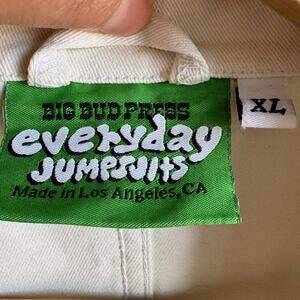 BIG BUD PRESS
everyday
JUMPSUITS
Made in Los Angeles, CA
XL